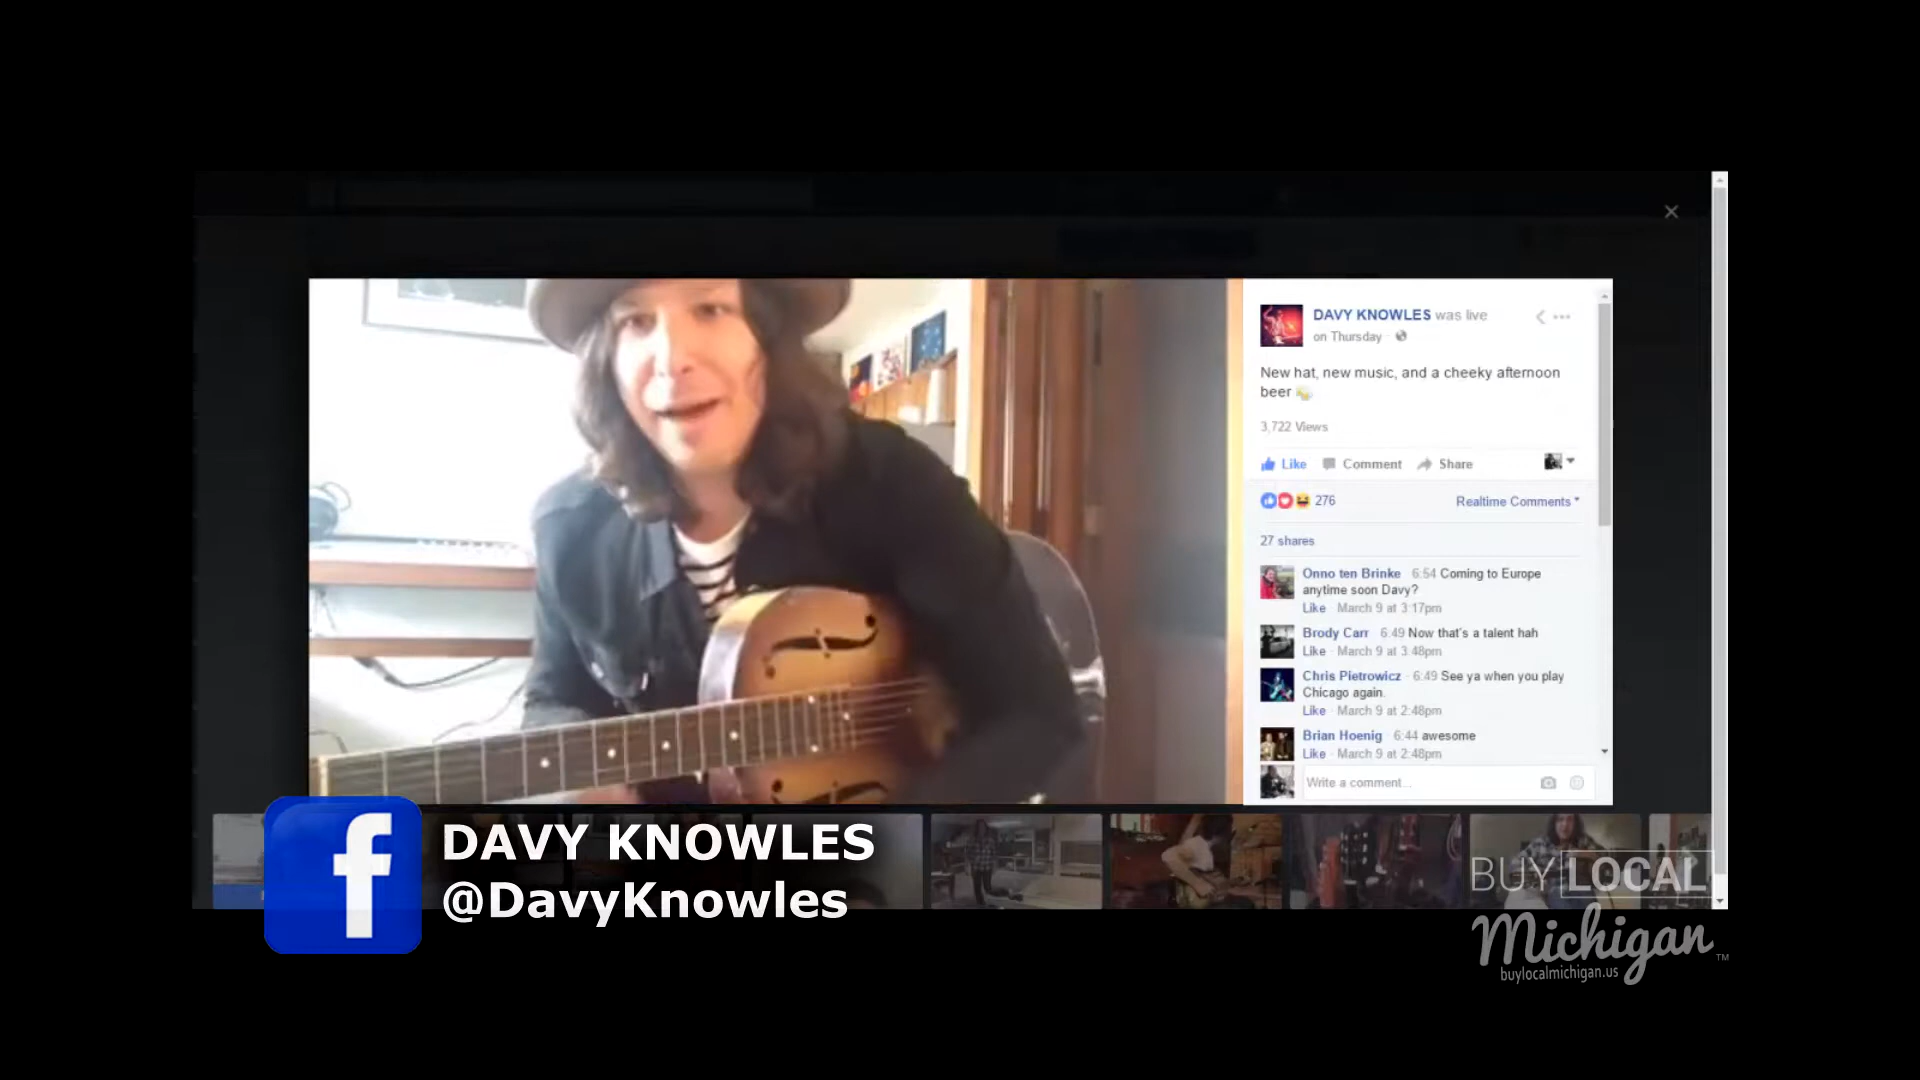 DAVY KNOWLES was live
on Thursday
New hat, new music, and a cheeky afternoon
beer
3,722 Views
Like Comment Share
276 Realtime Comments
27 shares
Onno ten Brinke 6:54 Coming to Europe
anytime soon Davy?
Like · March 9 at 3:17pm
Brody Carr · 6:49 Now that's a talent hah
Like · March 9 at 3:48pm
Chris Pietrowicz · 6:49 See ya when you play
Chicago again.
Like · March 9 at 2:48pm
Brian Hoenig · 6:44 awesome
Like · March 9 at 2:48pm
Write a comment...
f
DAVY KNOWLES
@DavyKnowles
BUY LOCAL
Michigan™
buylocalmichigan.us